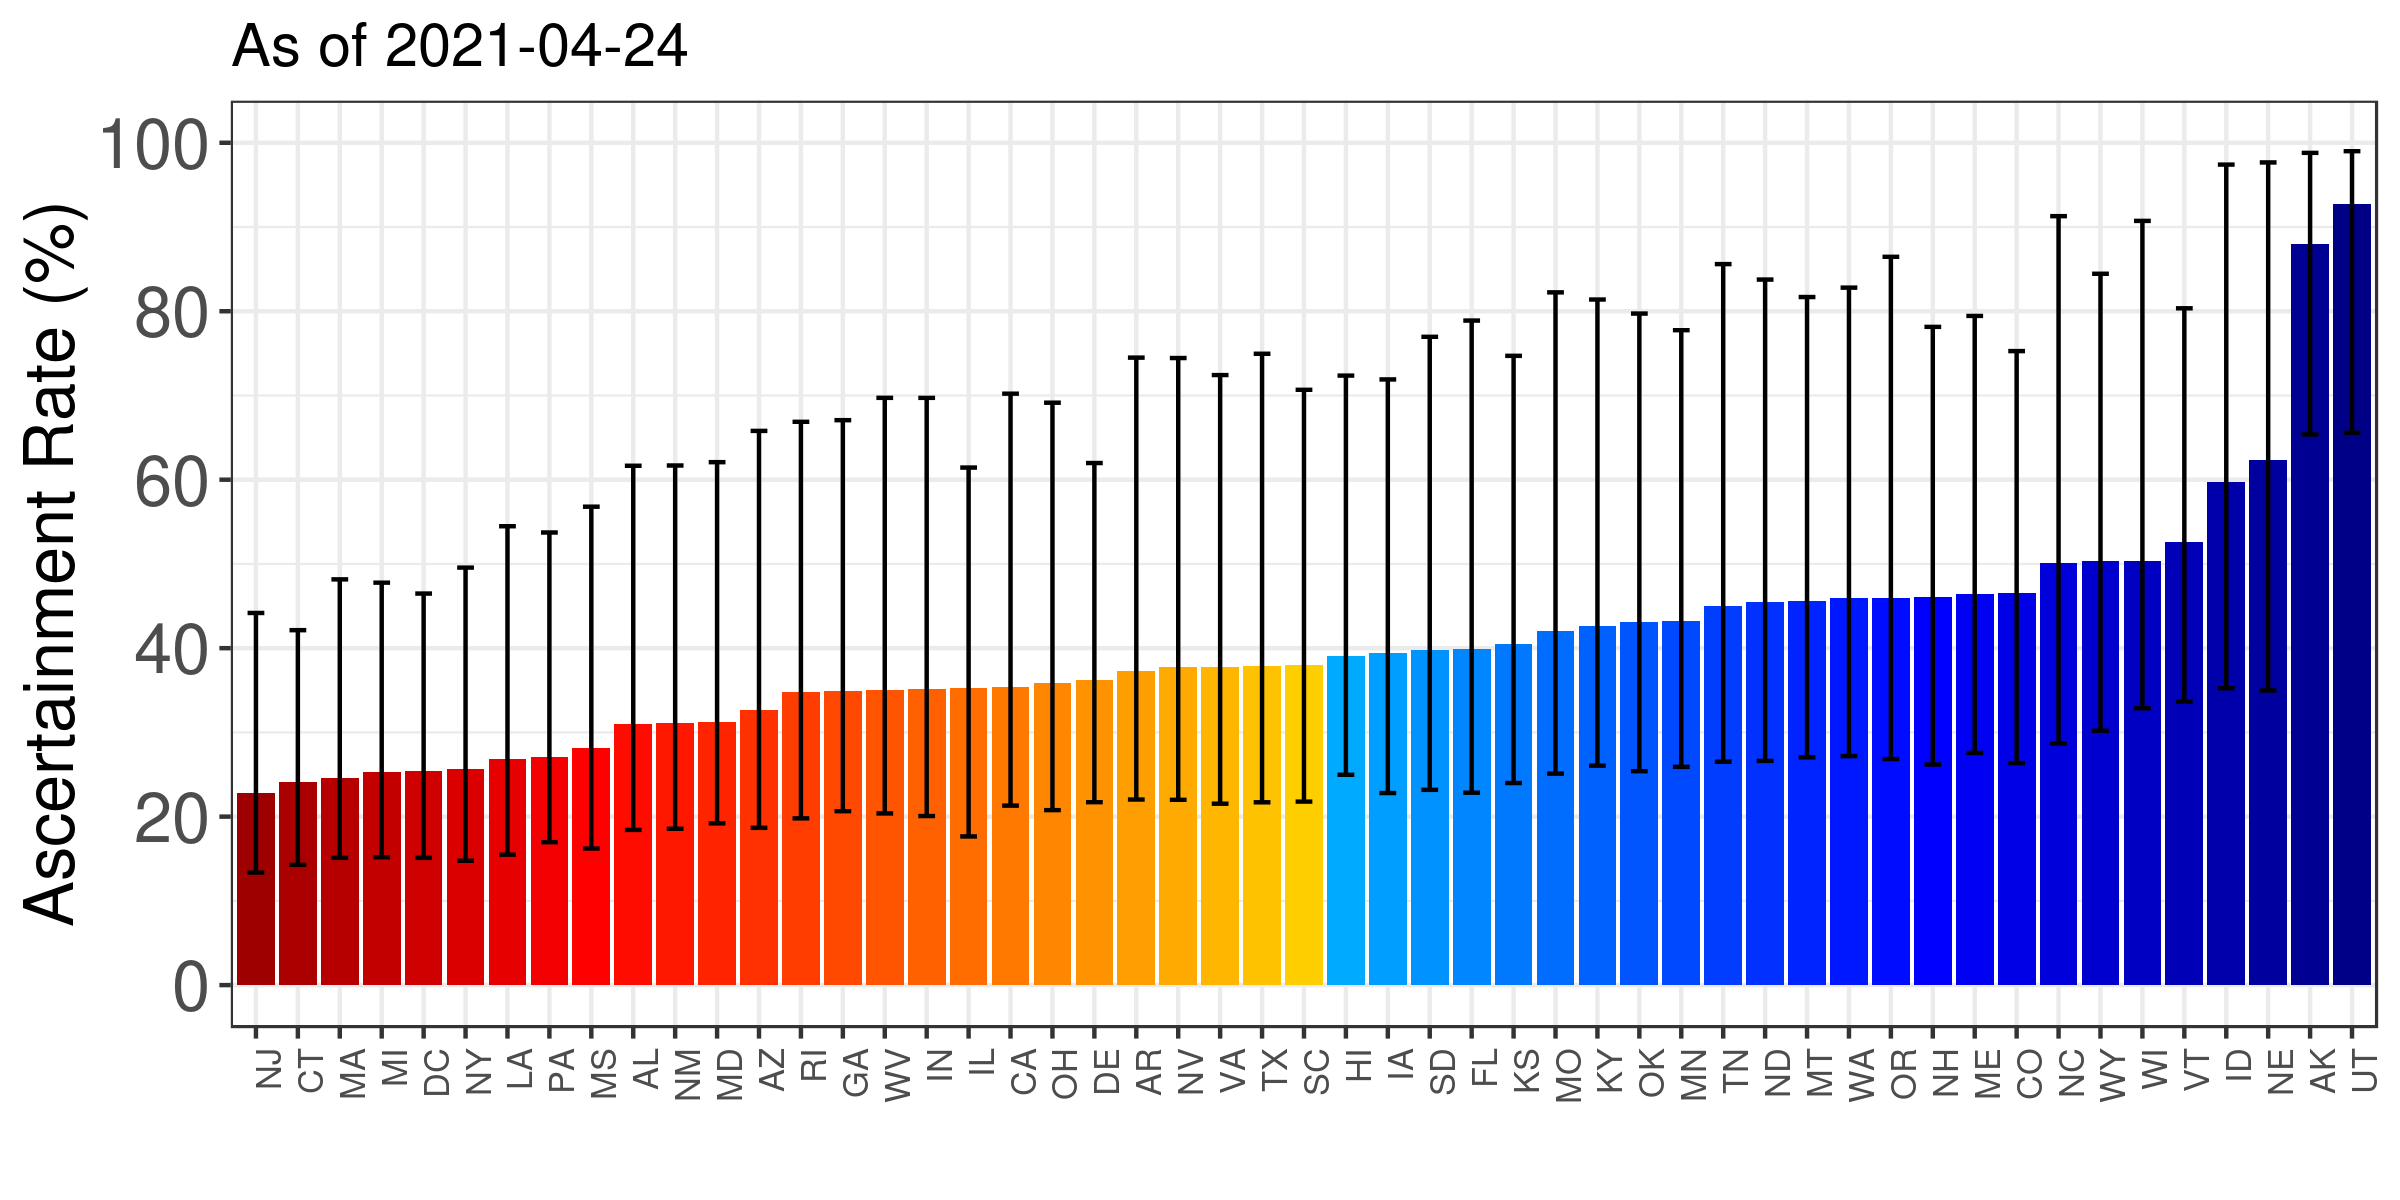 As of 2021-04-24
Ascertainment Rate (%)
100
80
60
40
20
0
NJ
CT
MA
MI
DC
NY
LA
PA
MS
AL
NM
MD
AZ
RI
GA
WV
IN
IL
CA
OH
DE
AR
NV
VA
TX
SC
HI
IA
SD
FL
KS
MO
KY
OK
MN
TN
ND
MT
WA
OR
NH
ME
CO
NC
WY
WI
VT
ID
NE
AK
UT